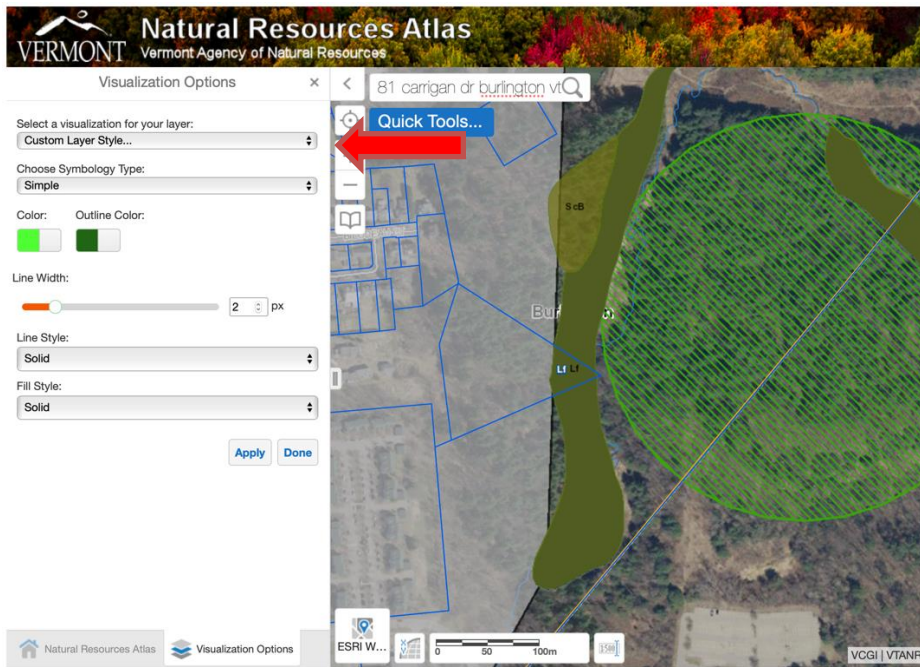 Natural Resources Atlas
VERMONT
Vermont Agency of Natural Resources
Visualization Options
×
Select a visualization for your layer:
Custom Layer Style...
Choose Symbology Type:
Simple
Color:
Outline Color:
Line Width:
2
px
Line Style:
Solid
Fill Style:
Solid
Apply
Done
Natural Resources Atlas
Visualization Options
81 carrigan dr burlington vt
Quick Tools...
ScB
Lf Lf
ESRI W...
0 50 100m
VCGI | VTANR